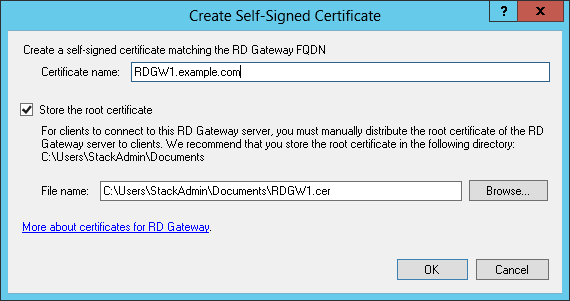 Create Self-Signed Certificate
?
Create a self-signed certificate matching the RD Gateway FQDN
Certificate name: RDGW1.example.com
Store the root certificate
For clients to connect to this RD Gateway server, you must manually distribute the root certificate of the RD
Gateway server to clients. We recommend that you store the root certificate in the following directory:
C:\Users\StackAdmin\Documents
File name: C:\Users\StackAdmin\Documents\RDGW1.cer Browse...
More about certificates for RD Gateway.
OK Cancel